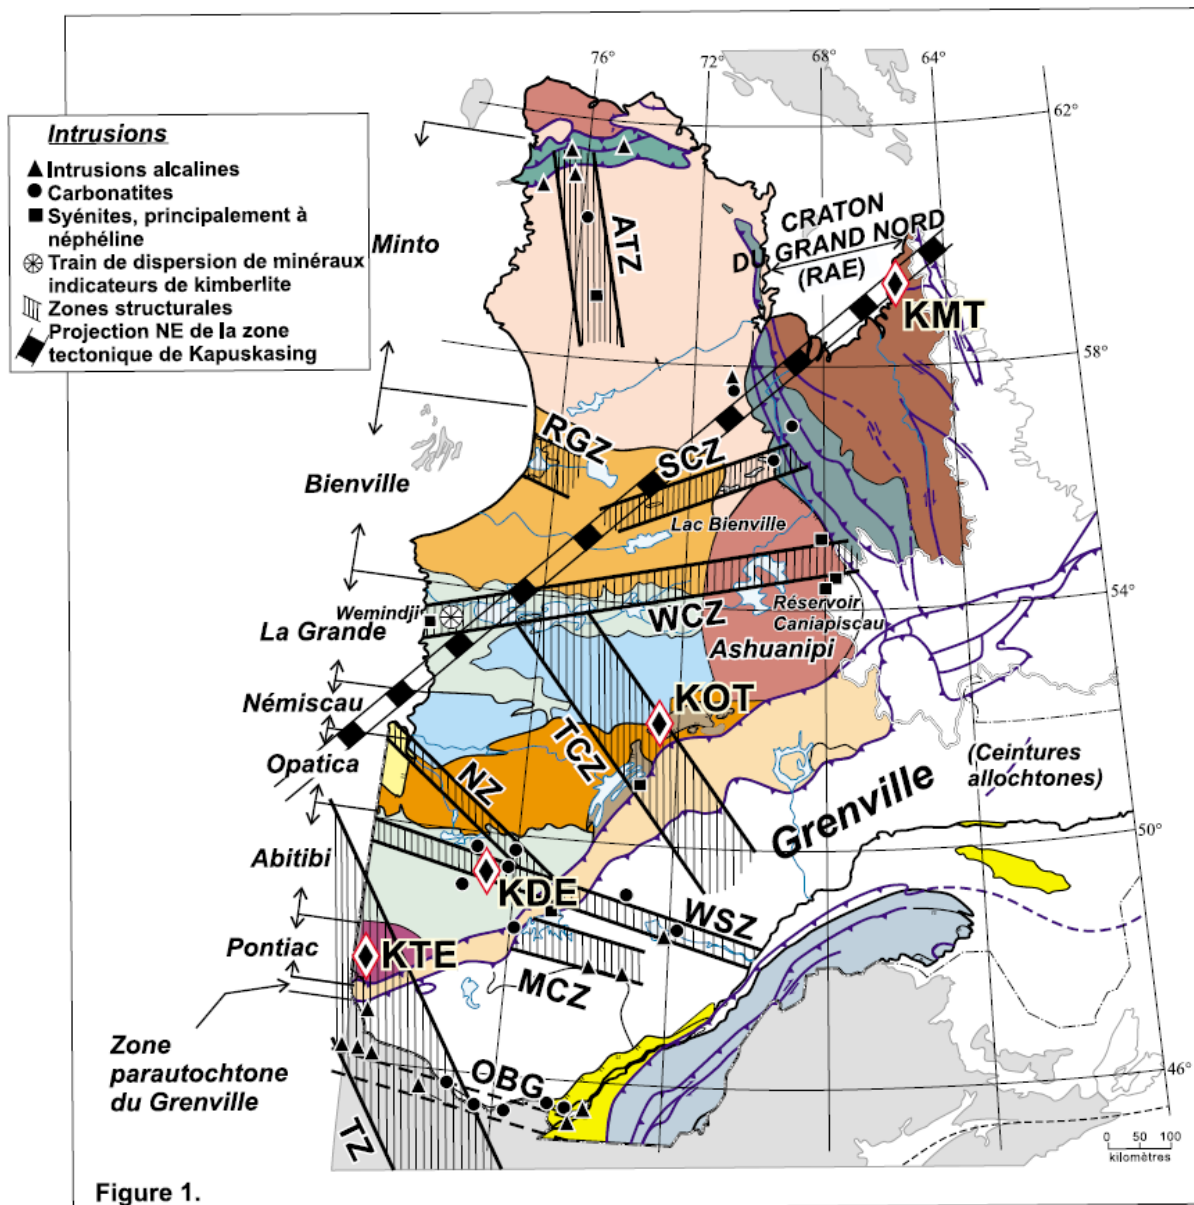 76°
72°
68°
64°
62°
Intrusions
Intrusions alcalines
Carbonatites
Syénites, principalement à
néphéline
Train de dispersion de minéraux
indicateurs de kimberlite
Zones structurales
Projection NE de la zone
tectonique de Kapuskasing
Minto
ATZ
CRATON
DU GRAND NORD
(RAE)
KMT
58°
RGZ
SCZ
Bienville
Lac Bienville
Wemindji
La Grande
WCZ
Réservoir
Caniapiscau
54°
Ashuanipi
Némiscau
KOT
Opatica
NZ
TCZ
Grenville
(Ceintures
allochtones)
50°
Abitibi
KDE
WSZ
Pontiac
KTE
MCZ
Zone
parautochtone
du Grenville
OBG
46°
TZ
0 50 100
kilomètres
Figure 1.